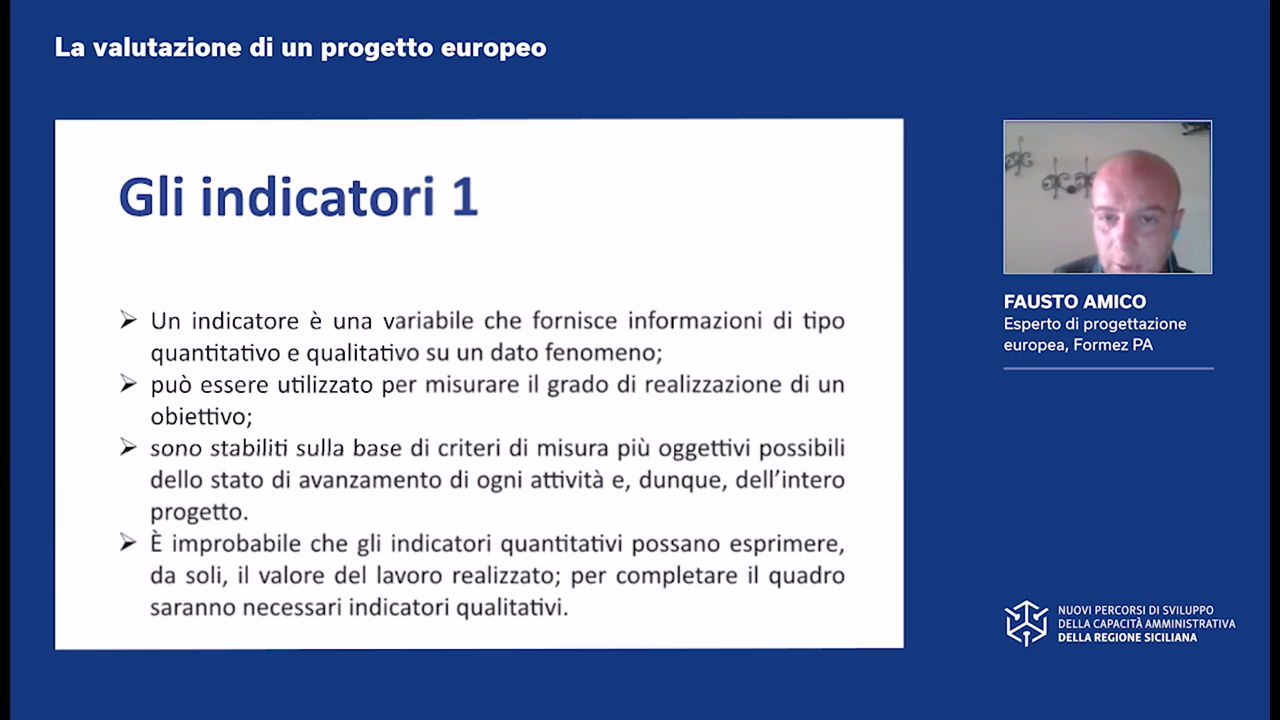 La valutazione di un progetto europeo
Gli indicatori 1
➢ Un indicatore è una variabile che fornisce informazioni di tipo
quantitativo e qualitativo su un dato fenomeno;
➢ può essere utilizzato per misurare il grado di realizzazione di un
obiettivo;
➢ sono stabiliti sulla base di criteri di misura più oggettivi possibili
dello stato di avanzamento di ogni attività e, dunque, dell’intero
progetto.
➢ È improbabile che gli indicatori quantitativi possano esprimere,
da soli, il valore del lavoro realizzato; per completare il quadro
saranno necessari indicatori qualitativi.
FAUSTO AMICO
Esperto di progettazione
europea, Formez PA
NUOVI PERCORSI DI SVILUPPO
DELLA CAPACITÀ AMMINISTRATIVA
DELLA REGIONE SICILIANA